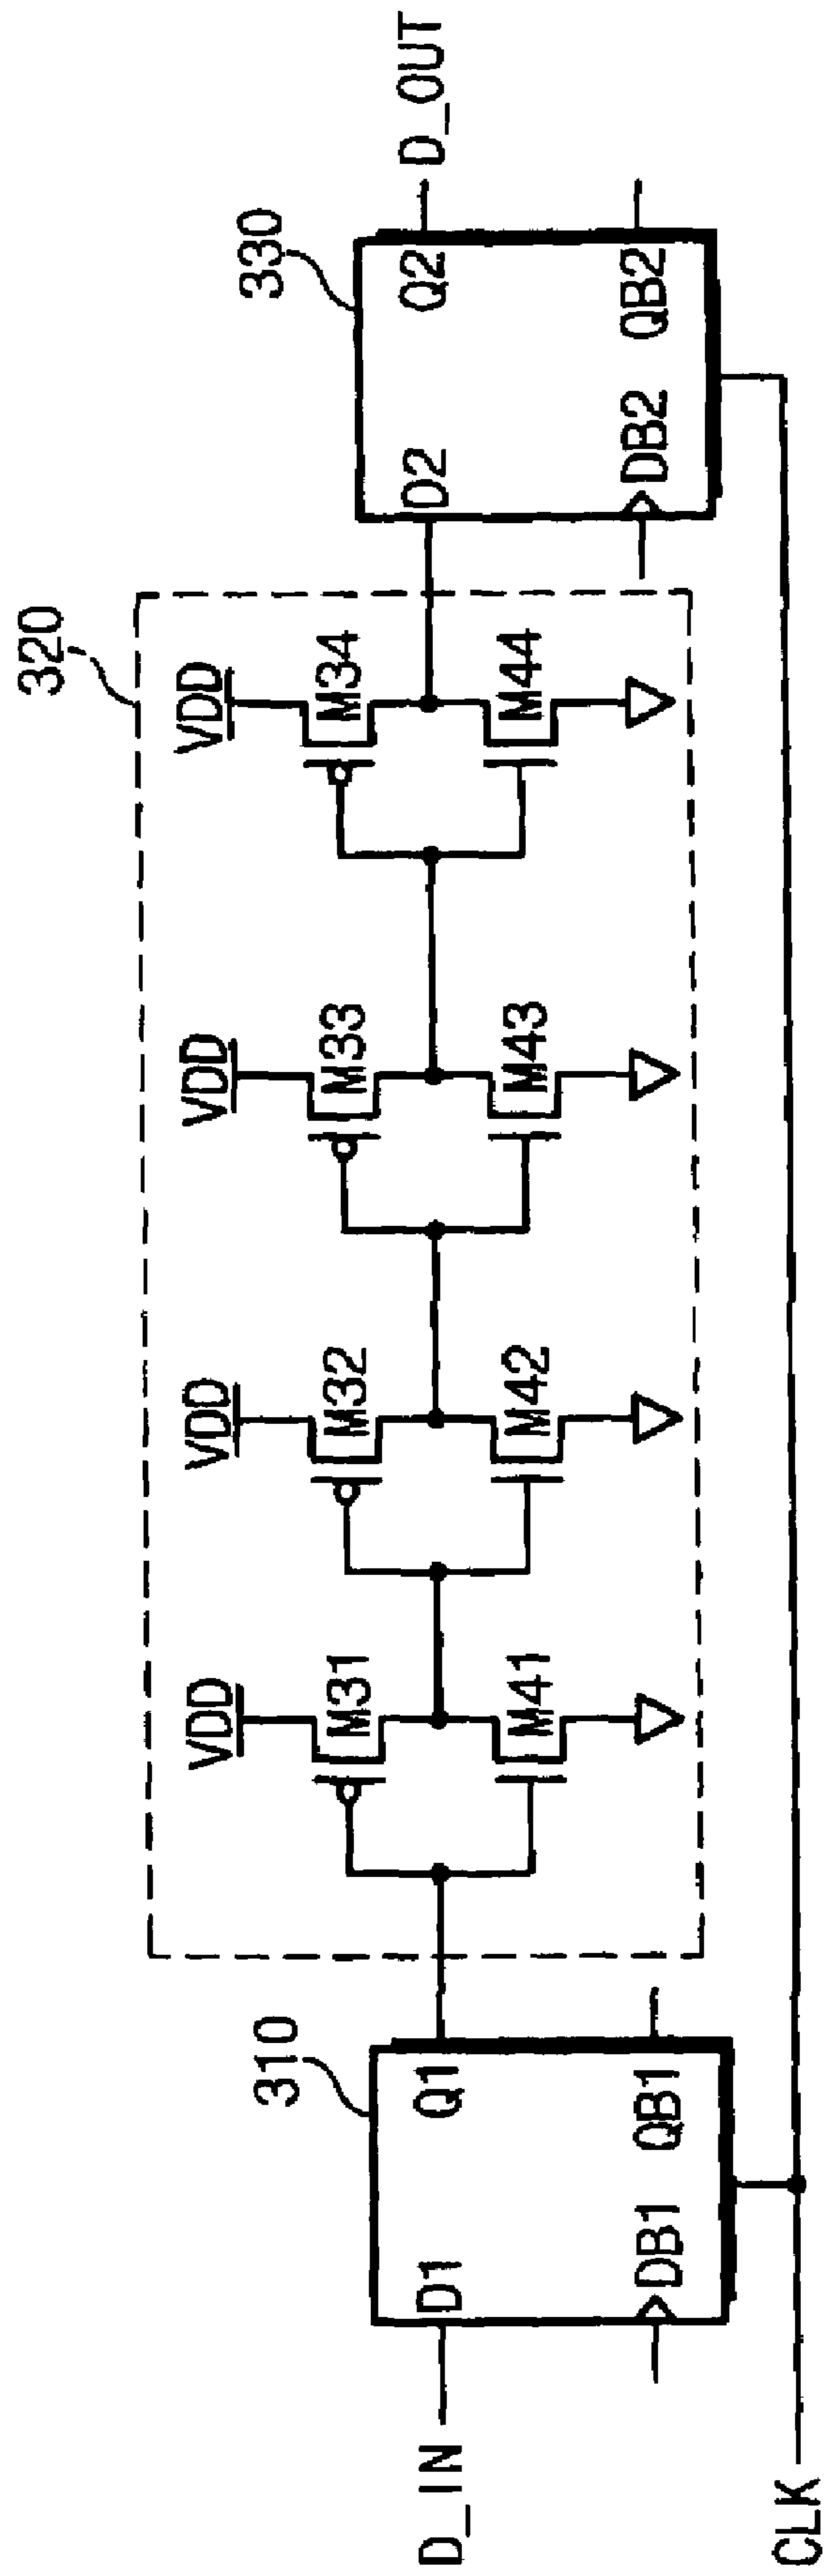 320
VDD
VDD
VDD
VDD
310
330
M31
M32
M33
M34
D_IN
D1
Q1
D2
Q2
D_OUT
M41
M42
M43
M44
DB1
QB1
DB2
QB2
CLK